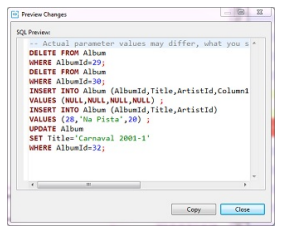 Preview Changes
SQL Preview:
-- Actual parameter values may differ, what you s
DELETE FROM Album
WHERE AlbumId=29;
DELETE FROM Album
WHERE AlbumId=30;
INSERT INTO Album (AlbumId,Title,ArtistId,Column1
VALUES (NULL,NULL,NULL,NULL) ;
INSERT INTO Album (AlbumId,Title,ArtistId)
VALUES (28,'Na Pista',20) ;
UPDATE Album
SET Title='Carnaval 2001-1'
WHERE AlbumId=32;
Copy Close